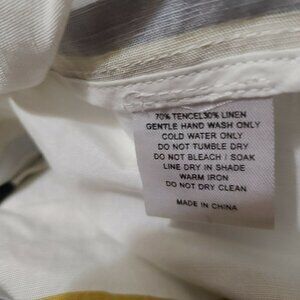 70% TENCEL30% LINEN
GENTLE HAND WASH ONLY
COLD WATER ONLY
DO NOT TUMBLE DRY
DO NOT BLEACH / SOAK
LINE DRY IN SHADE
WARM IRON
DO NOT DRY CLEAN
MADE IN CHINA